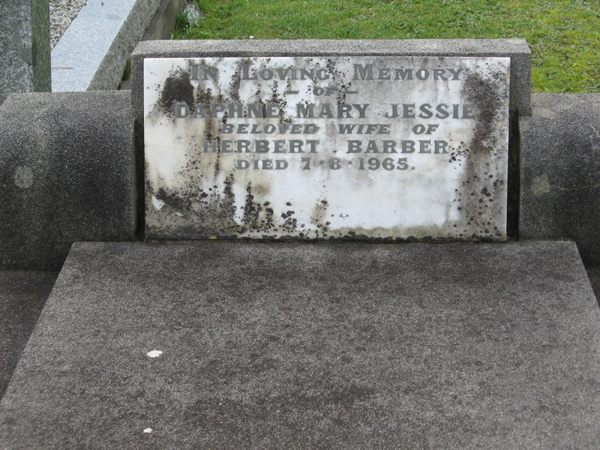 In Loving Memory
– OF –
DAPHNE MARY JESSIE
BELOVED WIFE OF
HERBERT BARBER
DIED 7·8·1965.